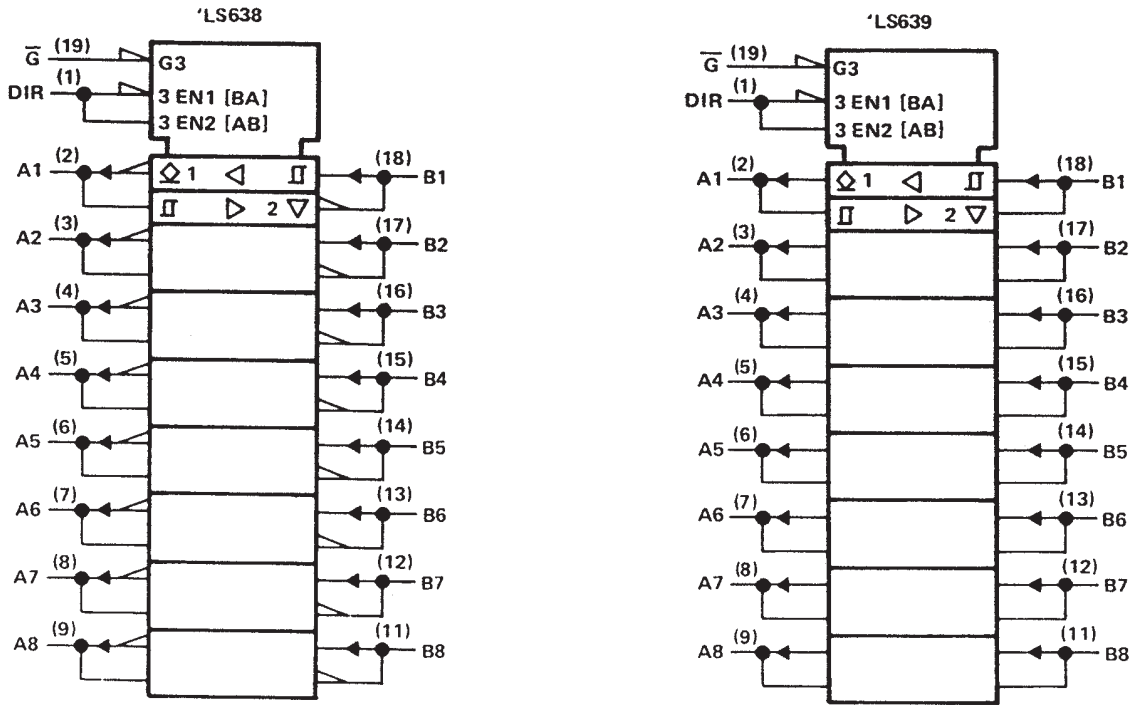 'LS638
G (19)
G3
DIR (1)
3 EN1 [BA]
3 EN2 [AB]
A1 (2) 1 (18) B1
2
A2 (3) (17) B2
A3 (4) (16) B3
A4 (5) (15) B4
A5 (6) (14) B5
A6 (7) (13) B6
A7 (8) (12) B7
A8 (9) (11) B8
'LS639
G (19)
G3
DIR (1)
3 EN1 [BA]
3 EN2 [AB]
A1 (2) 1 (18) B1
2
A2 (3) (17) B2
A3 (4) (16) B3
A4 (5) (15) B4
A5 (6) (14) B5
A6 (7) (13) B6
A7 (8) (12) B7
A8 (9) (11) B8